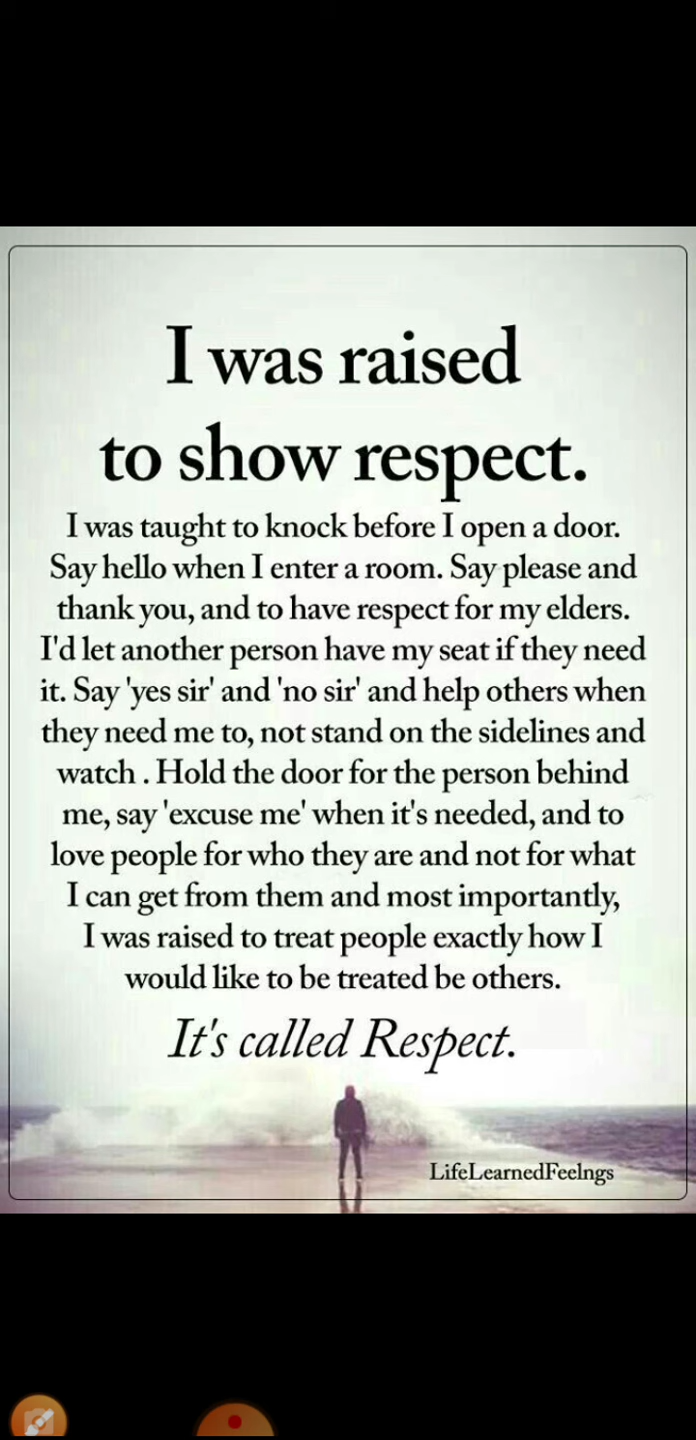 I was raised
to show respect.
I was taught to knock before I open a door.
Say hello when I enter a room. Say please and
thank you, and to have respect for my elders.
I'd let another person have my seat if they need
it. Say 'yes sir' and 'no sir' and help others when
they need me to, not stand on the sidelines and
watch . Hold the door for the person behind
me, say 'excuse me' when it's needed, and to
love people for who they are and not for what
I can get from them and most importantly,
I was raised to treat people exactly how I
would like to be treated be others.
It's called Respect.
LifeLearnedFeelngs